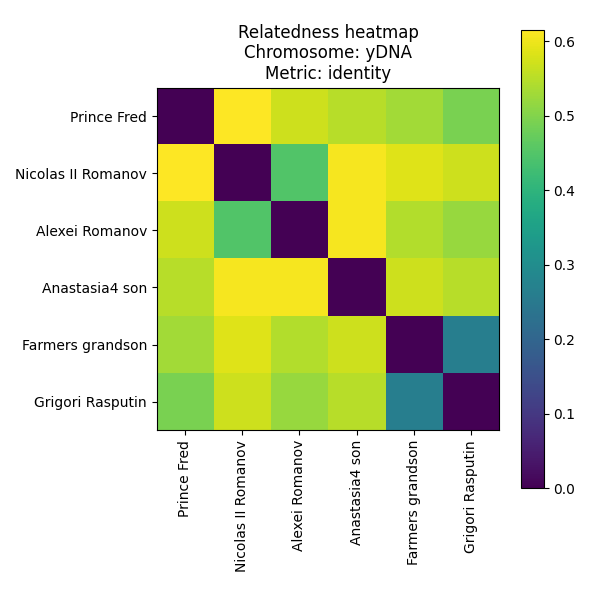 Relatedness heatmap
Chromosome: yDNA
Metric: identity
Prince Fred
Nicolas II Romanov
Alexei Romanov
Anastasia4 son
Farmers grandson
Grigori Rasputin
Prince Fred
Nicolas II Romanov
Alexei Romanov
Anastasia4 son
Farmers grandson
Grigori Rasputin
0.6
0.5
0.4
0.3
0.2
0.1
0.0